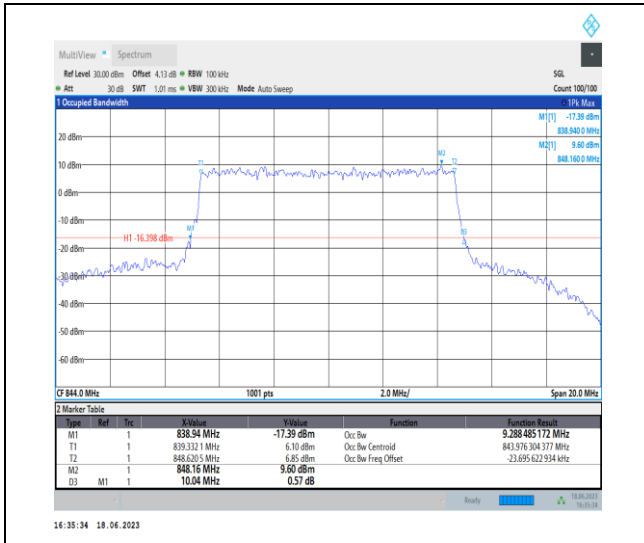 MultiView Spectrum
Ref Level 30.00 dBm Offset 4.13 dB RBW 100 kHz SGL
Att 30 dB SWT 1.01 ms VBW 300 kHz Mode Auto Sweep Count 100/100
1 Occupied Bandwidth 1Pk Max
M1[1] -17.39 dBm
838.9400 MHz
M2[1] 9.60 dBm
848.1600 MHz
20 dBm
M2
T1 T2
10 dBm
0 dBm
-10 dBm
M1
H1 -16.398 dBm
-20 dBm
-30 dBm
-40 dBm
-50 dBm
-60 dBm
CF 844.0 MHz 1001 pts 2.0 MHz/ Span 20.0 MHz
2 Marker Table
Type Ref Trc X-Value Y-Value Function Function Result
M1 1 838.94 MHz -17.39 dBm Occ Bw 9.288 485 172 MHz
T1 1 839.332 1 MHz 6.10 dBm Occ Bw Centroid 843.976 304 377 MHz
T2 1 848.620 5 MHz 6.85 dBm Occ Bw Freq Offset -23.695 622 934 kHz
M2 1 848.16 MHz 9.60 dBm
D3 M1 1 10.04 MHz 0.57 dB
Ready 18.06.2023
16:35:34
16:35:34 18.06.2023